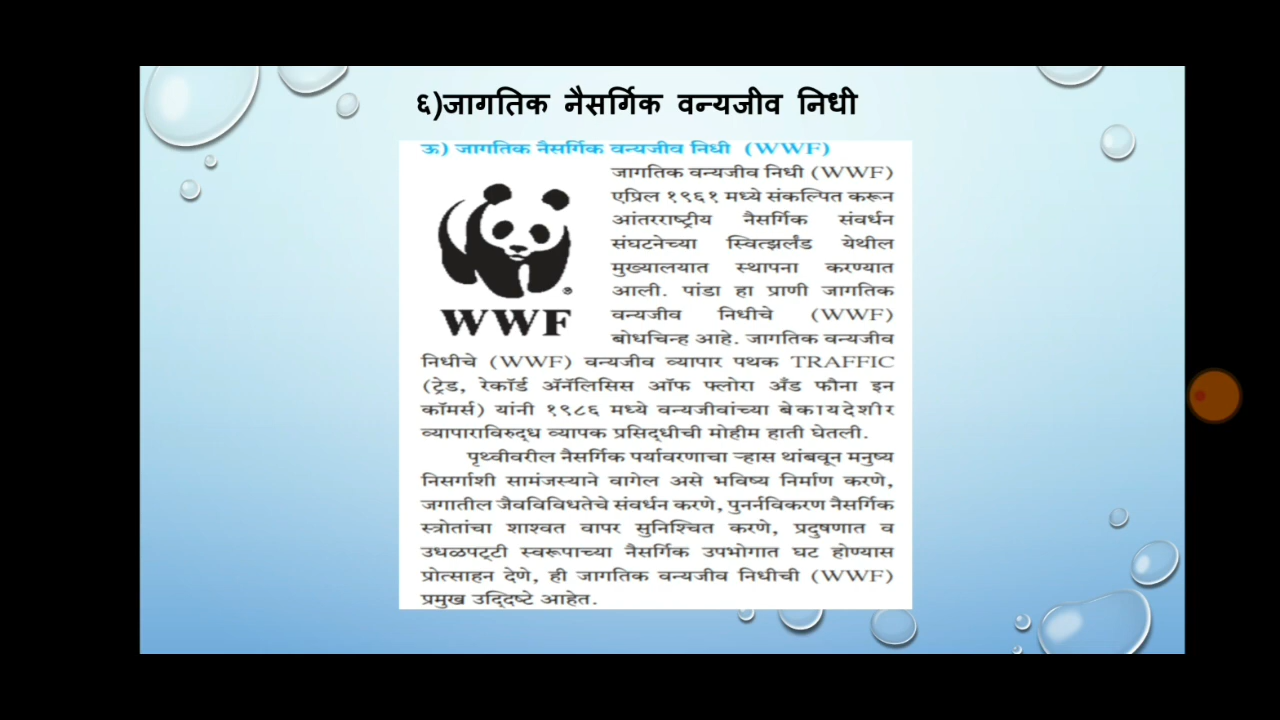 ६)जागतिक नैसर्गिक वन्यजीव निधी
ऊ) जागतिक नैसर्गिक वन्यजीव निधी (WWF)
जागतिक वन्यजीव निधी (WWF)
एप्रिल १९६१ मध्ये संकल्पित करून
आंतरराष्ट्रीय नैसर्गिक संवर्धन
संघटनेच्या स्वित्झर्लंड येथील
मुख्यालयात स्थापना करण्यात
आली. पांडा हा प्राणी जागतिक
वन्यजीव निधीचे (WWF)
बोधचिन्ह आहे. जागतिक वन्यजीव
WWF
निधीचे (WWF) वन्यजीव व्यापार पथक TRAFFIC
(ट्रेड, रेकॉर्ड ॲनॅलिसिस ऑफ फ्लोरा अँड फौना इन
कॉमर्स) यांनी १९८६ मध्ये वन्यजीवांच्या बेकायदेशीर
व्यापाराविरुद्ध व्यापक प्रसिद्धीची मोहीम हाती घेतली.
पृथ्वीवरील नैसर्गिक पर्यावरणाचा ऱ्हास थांबवून मनुष्य
निसर्गाशी सामंजस्याने वागेल असे भविष्य निर्माण करणे,
जगातील जैवविविधतेचे संवर्धन करणे, पुनर्नविकरण नैसर्गिक
स्त्रोतांचा शाश्वत वापर सुनिश्चित करणे, प्रदुषणात व
उधळपट्टी स्वरूपाच्या नैसर्गिक उपभोगात घट होण्यास
प्रोत्साहन देणे, ही जागतिक वन्यजीव निधीची (WWF)
प्रमुख उद्दिष्टे आहेत.